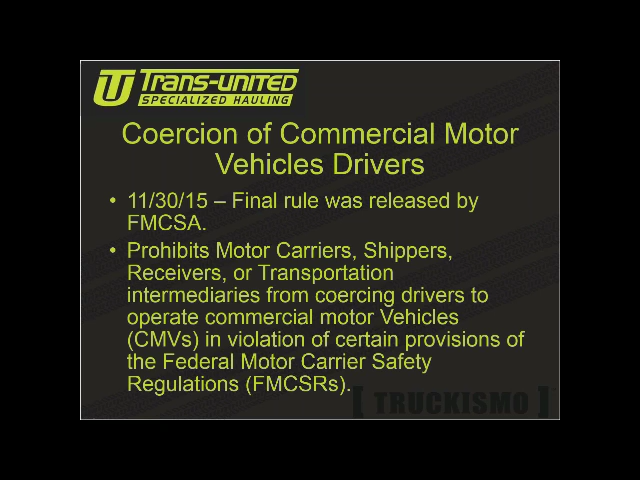 Trans-United
SPECIALIZED HAULING
Coercion of Commercial Motor
Vehicles Drivers
• 11/30/15 – Final rule was released by
FMCSA.
• Prohibits Motor Carriers, Shippers,
Receivers, or Transportation
intermediaries from coercing drivers to
operate commercial motor Vehicles
(CMVs) in violation of certain provisions of
the Federal Motor Carrier Safety
Regulations (FMCSRs).
[ TRUCKISMO ]